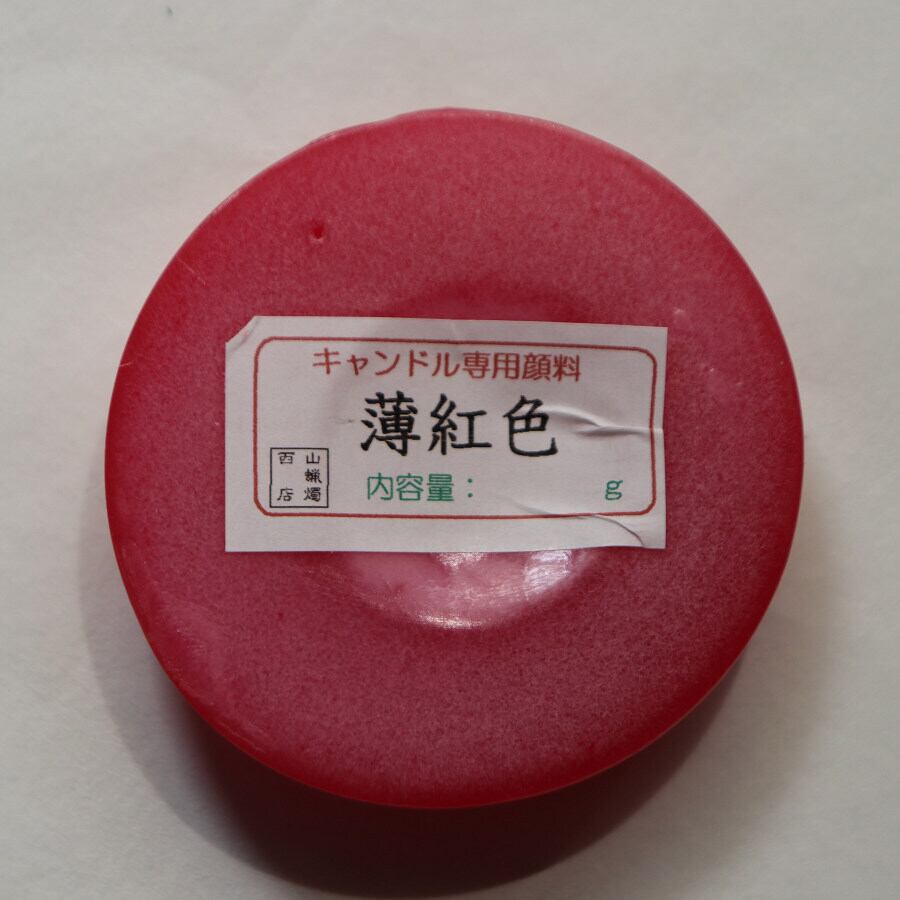 キャンドル専用顔料
薄紅色
内容量： g
山蝋燭
西店